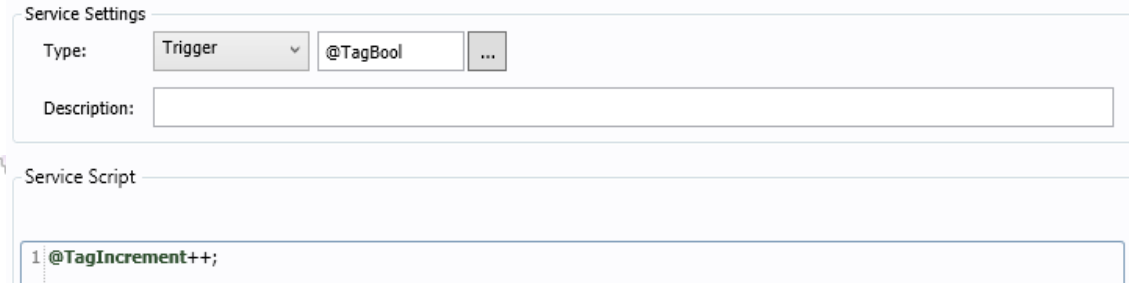 Service Settings
Type: Trigger @TagBool ...
Description:
Service Script
1 @TagIncrement++;